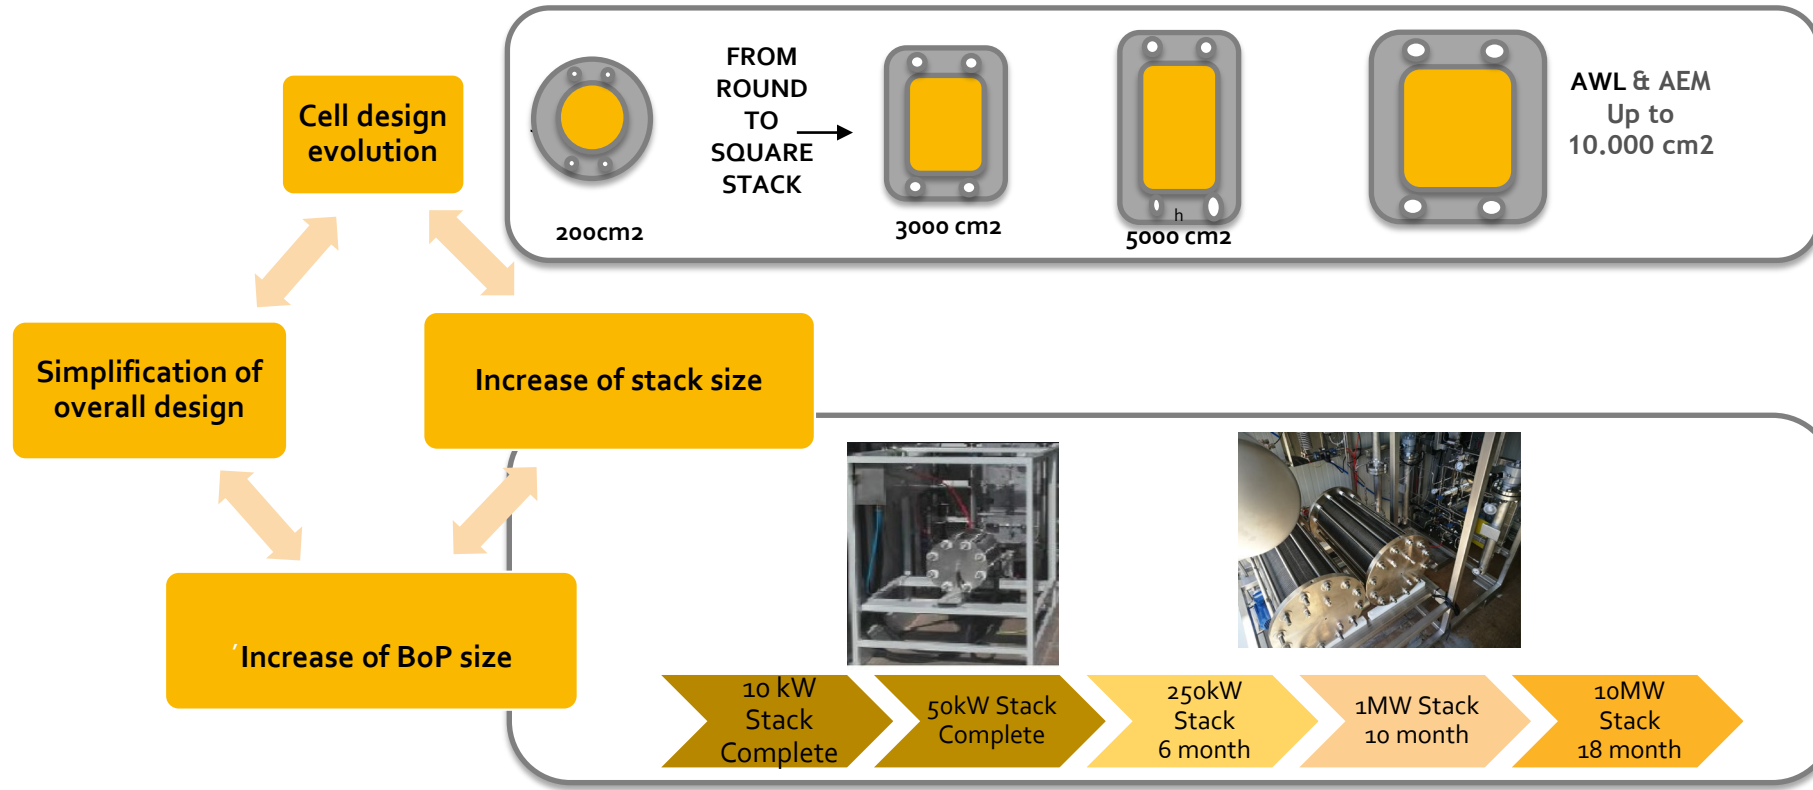 Cell design
evolution
Simplification of
overall design
Increase of stack size
´Increase of BoP size
200cm2
FROM
ROUND
TO
SQUARE
STACK
3000 cm2
h
5000 cm2
AWL & AEM
Up to
10.000 cm2
10 kW
Stack
Complete
50kW Stack
Complete
250kW
Stack
6 month
1MW Stack
10 month
10MW
Stack
18 month